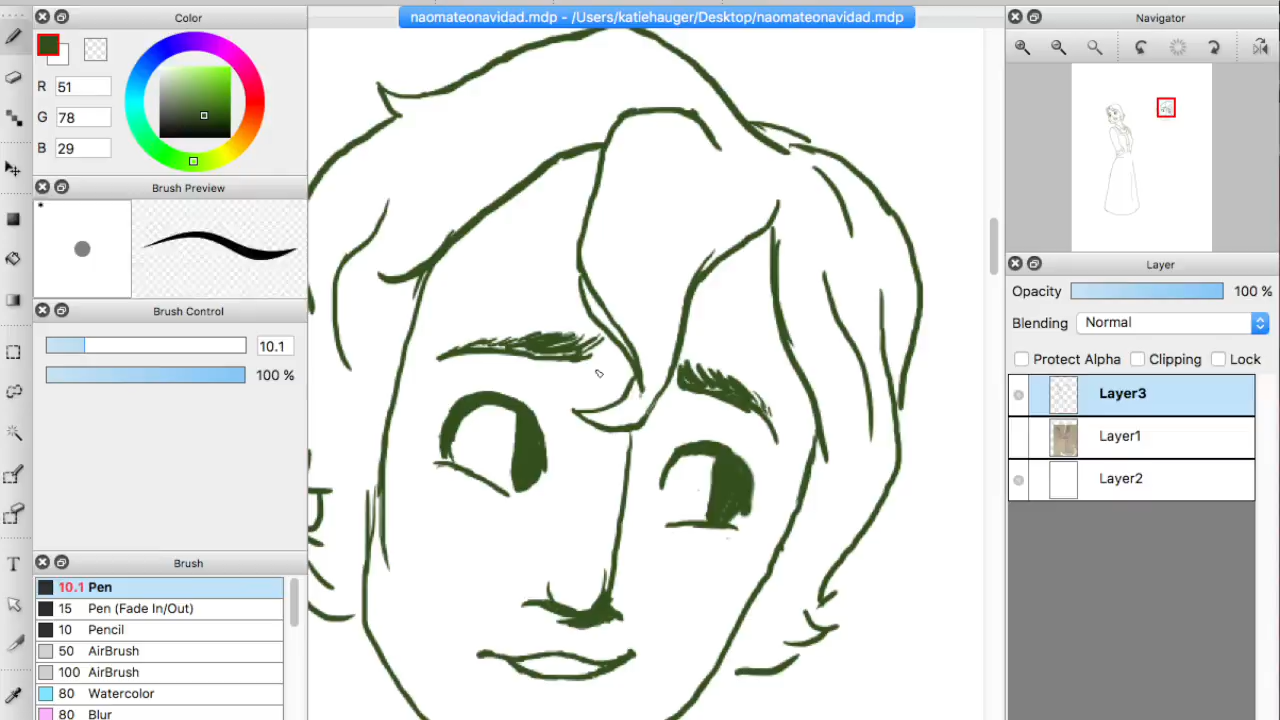 naomateonavidad.mdp - /Users/katiehauger/Desktop/naomateonavidad.mdp
Color
R 51
G 78
B 29
Brush Preview
Brush Control
10.1
100 %
Brush
10.1 Pen
15 Pen (Fade In/Out)
10 Pencil
50 AirBrush
100 AirBrush
80 Watercolor
80 Blur
T
Navigator
Layer
Opacity 100 %
Blending Normal
Protect Alpha Clipping Lock
Layer3
Layer1
Layer2